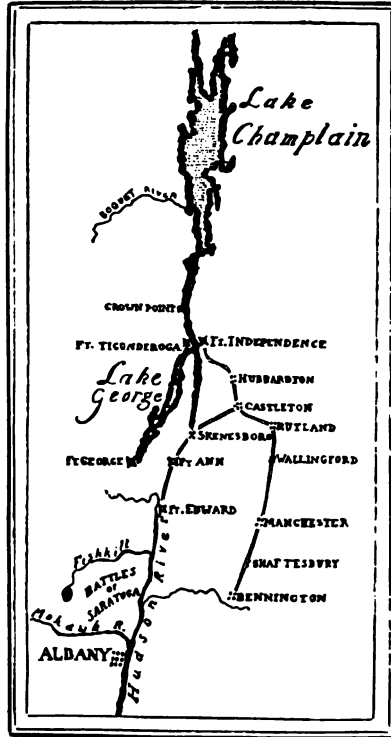 Lake
Champlain
BOQUET RIVER
CROWN POINT
FT. TICONDEROGA
FT. INDEPENDENCE
Lake
George
HUBBARDTON
CASTLETON
RUTLAND
SKENESBORO
FT GEORGE
FT ANN
WALLINGFORD
FT. EDWARD
MANCHESTER
Fishkill
BATTLES
OF
SARATOGA
SHAFTESBURY
BENNINGTON
Mohawk R.
ALBANY
Hudson River